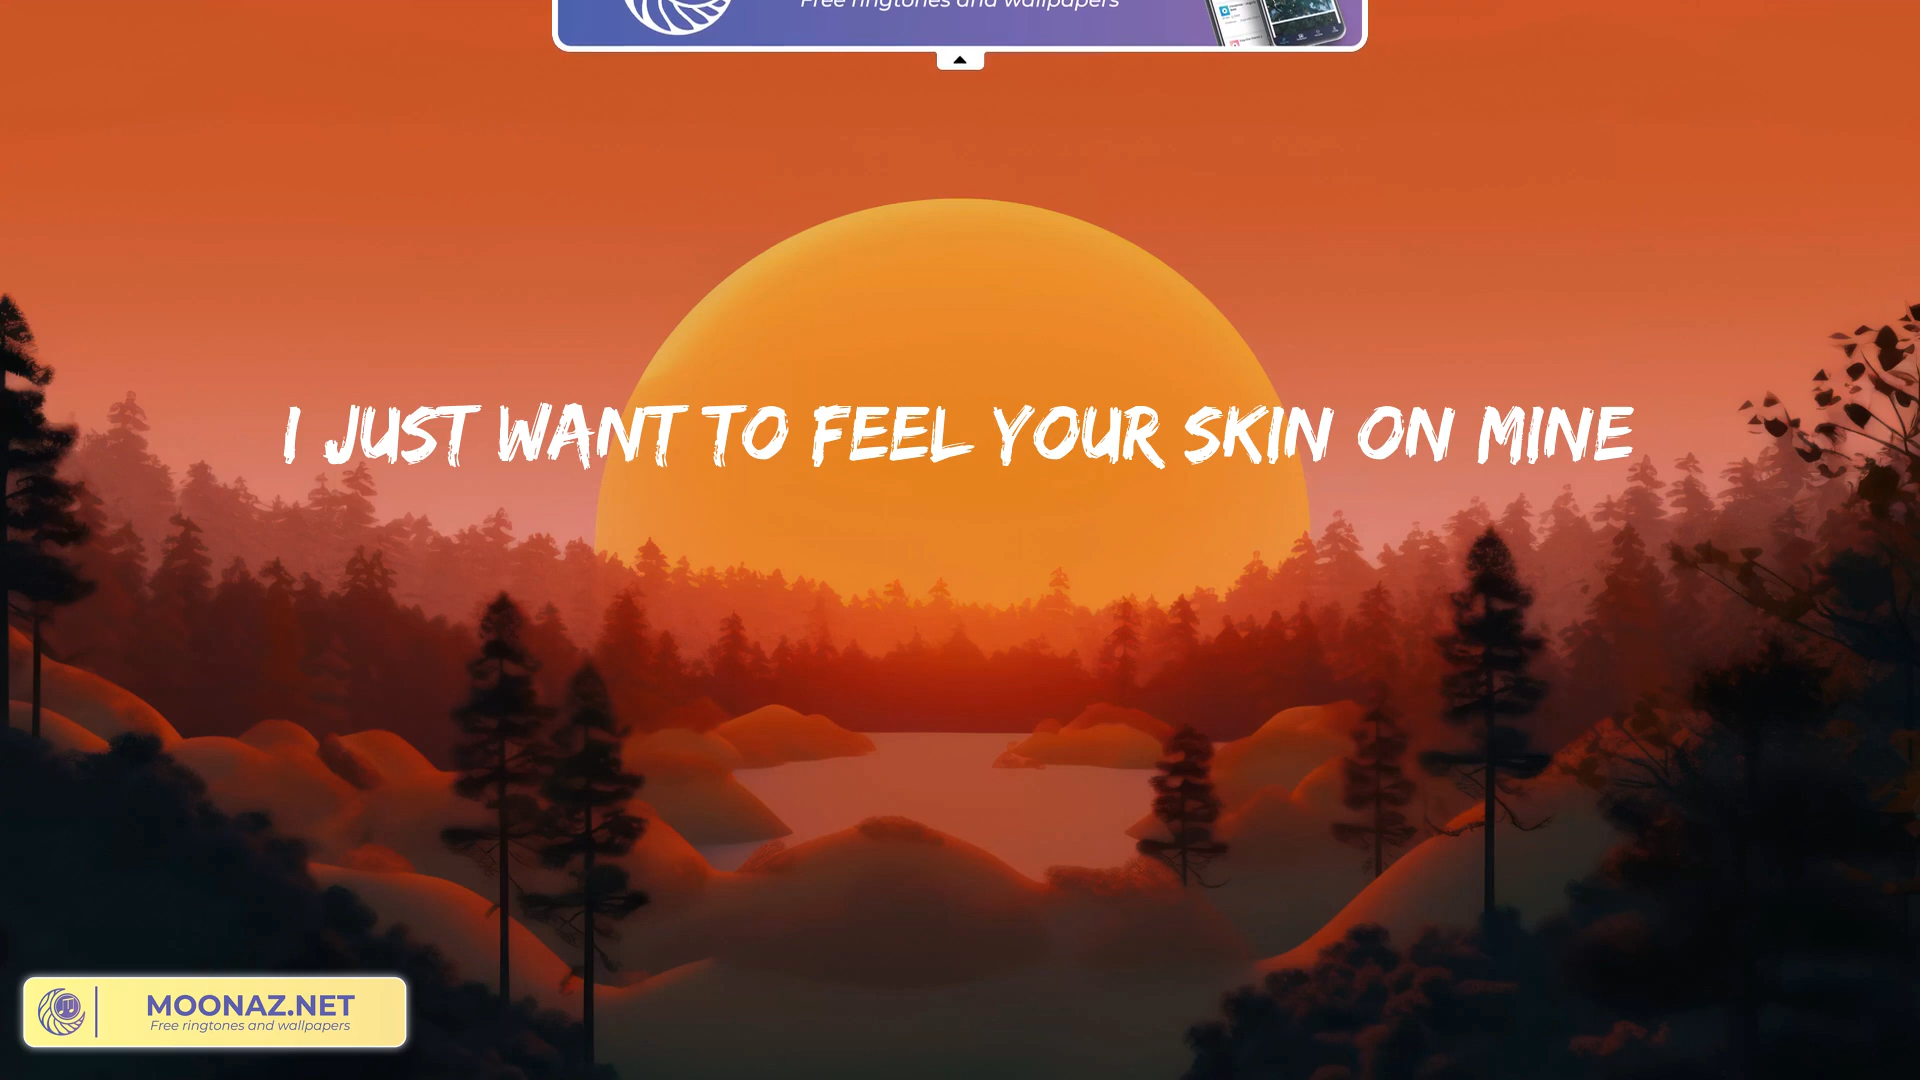 Free ringtones and wallpapers
I JUST WANT TO FEEL YOUR SKIN ON MINE
MOONAZ.NET
Free ringtones and wallpapers